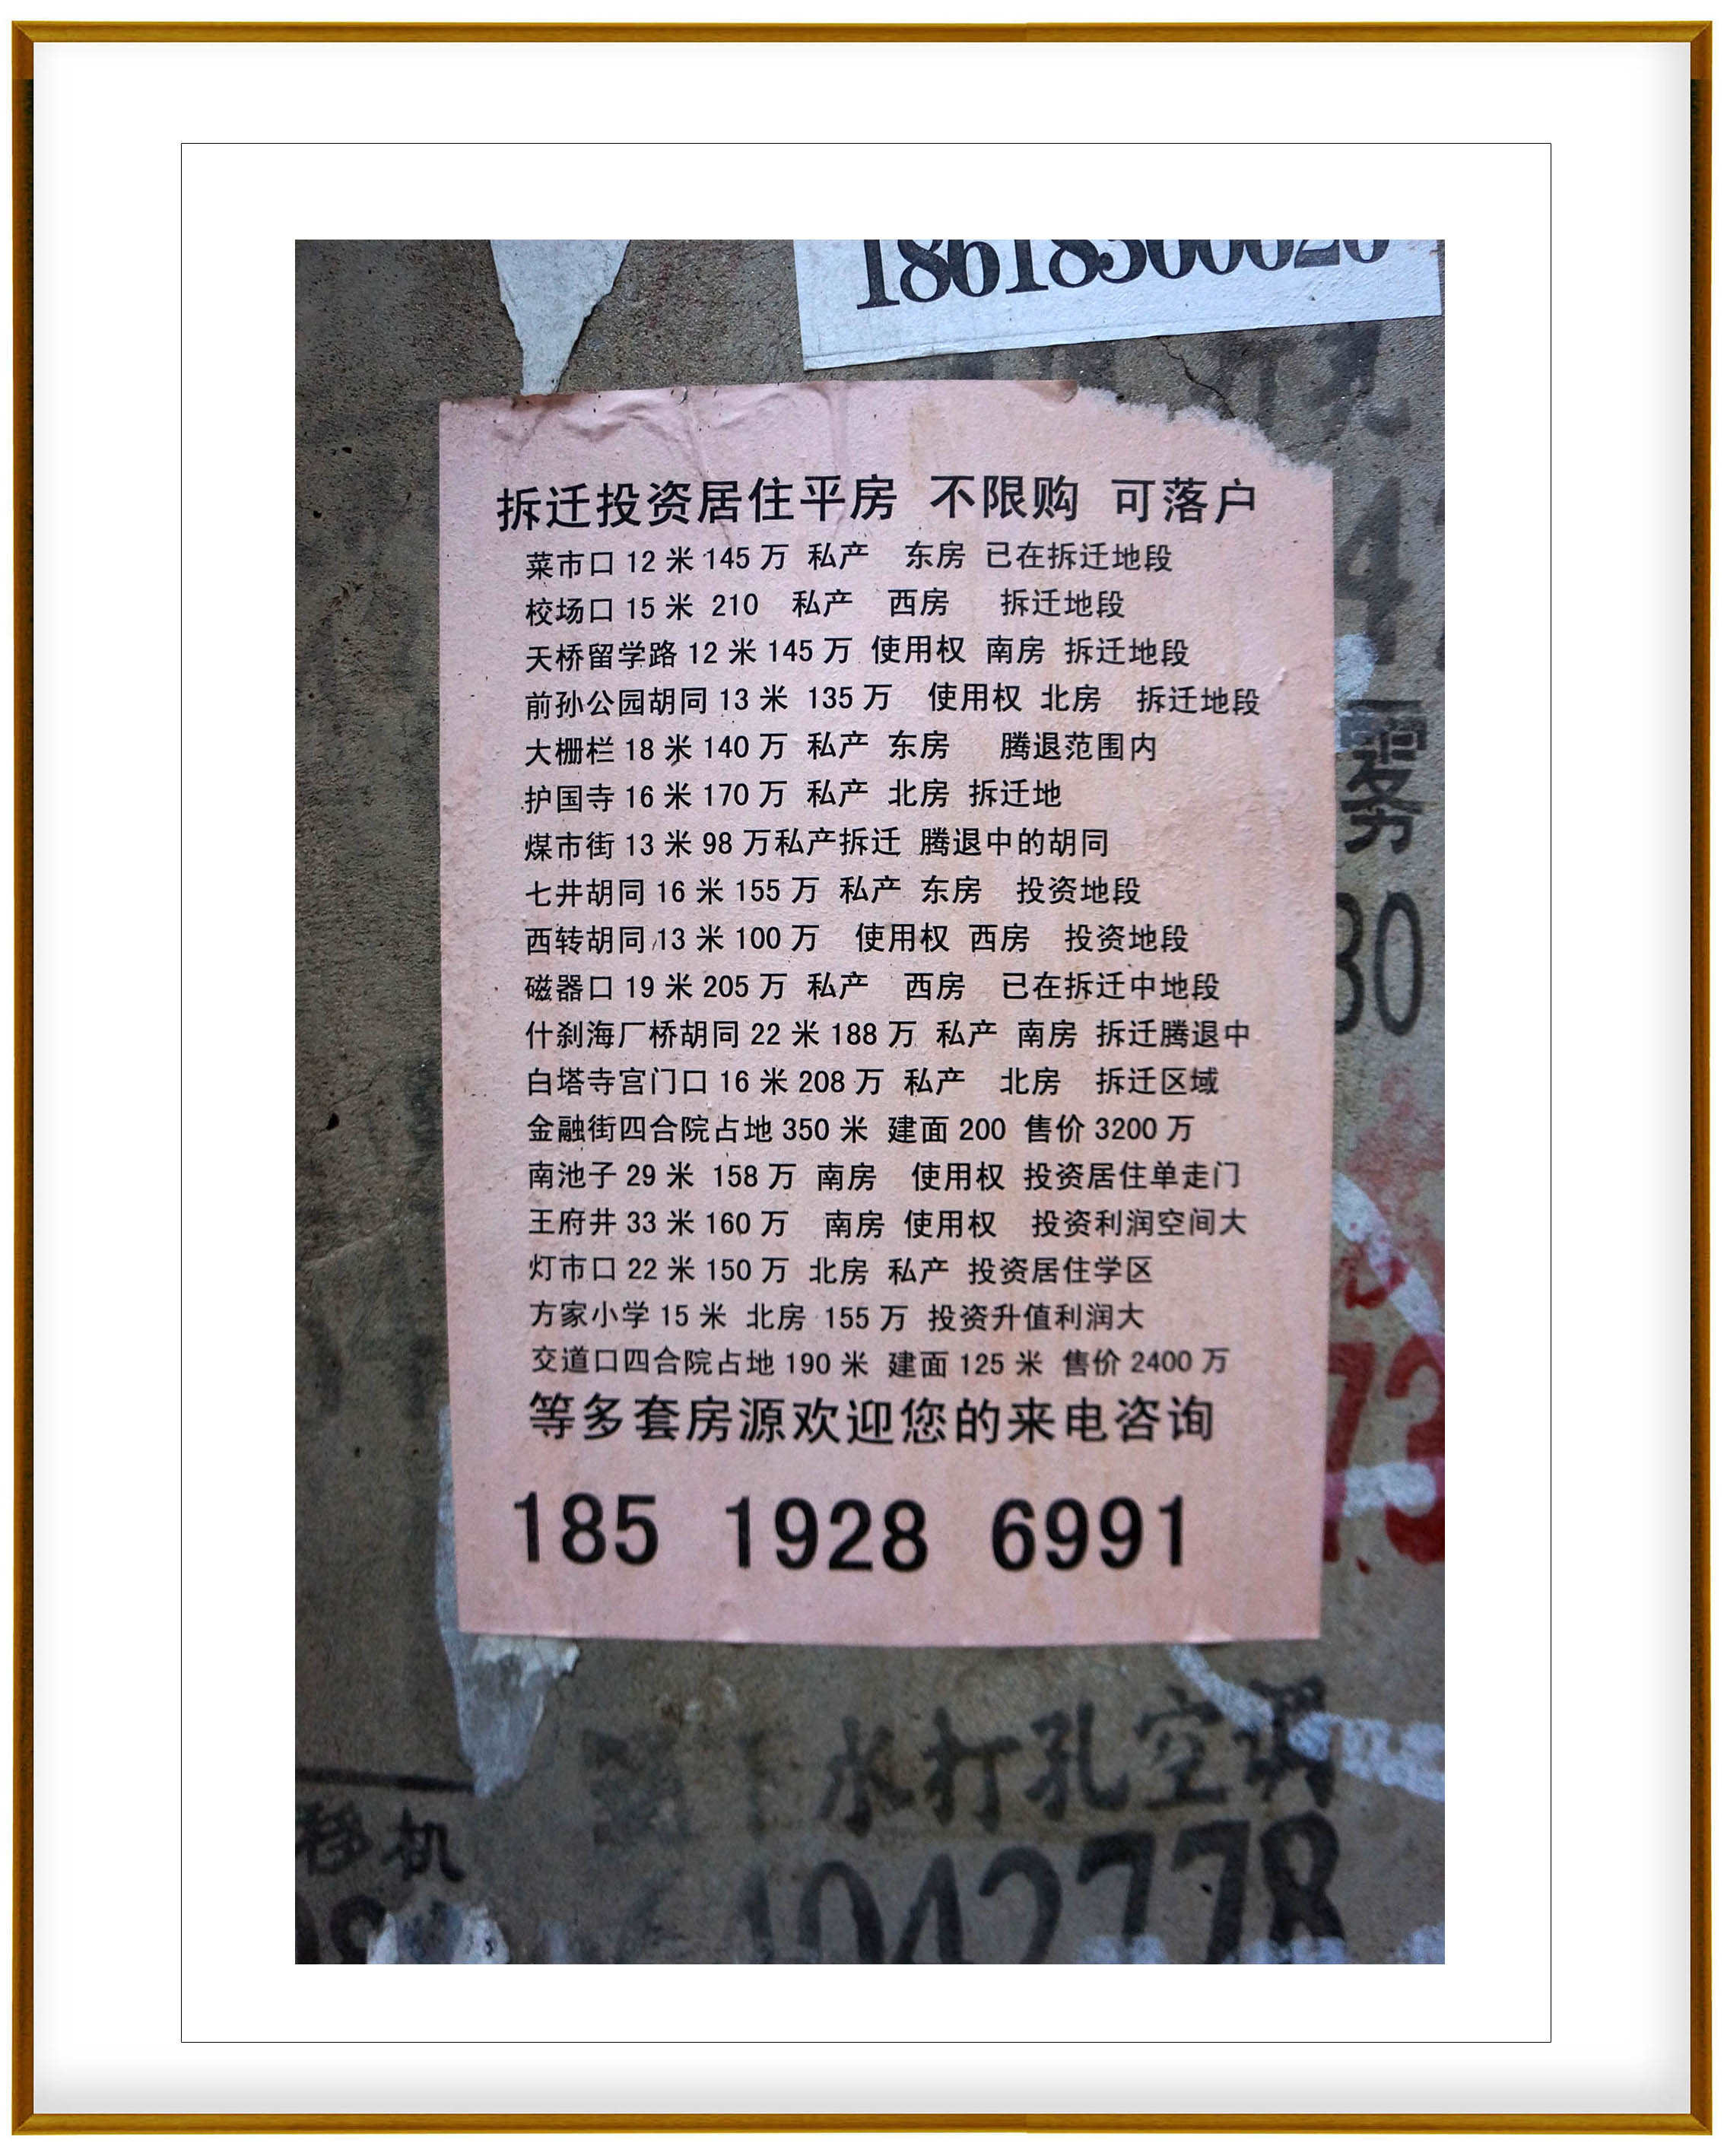 拆迁投资居住平房 不限购 可落户
菜市口 12 米 145 万 私产 东房 已在拆迁地段
校场口 15 米 210 私产 西房 拆迁地段
天桥留学路 12 米 145 万 使用权 南房 拆迁地段
前孙公园胡同 13 米 135 万 使用权 北房 拆迁地段
大栅栏 18 米 140 万 私产 东房 腾退范围内
护国寺 16 米 170 万 私产 北房 拆迁地
煤市街 13 米 98 万私产拆迁 腾退中的胡同
七井胡同 16 米 155 万 私产 东房 投资地段
西转胡同 13 米 100 万 使用权 西房 投资地段
磁器口 19 米 205 万 私产 西房 已在拆迁中地段
什刹海厂桥胡同 22 米 188 万 私产 南房 拆迁腾退中
白塔寺宫门口 16 米 208 万 私产 北房 拆迁区域
金融街四合院占地 350 米 建面 200 售价 3200 万
南池子 29 米 158 万 南房 使用权 投资居住单走门
王府井 33 米 160 万 南房 使用权 投资利润空间大
灯市口 22 米 150 万 北房 私产 投资居住学区
方家小学 15 米 北房 155 万 投资升值利润大
交道口四合院占地 190 米 建面 125 米 售价 2400 万
等多套房源欢迎您的来电咨询
185 1928 6991
雾
30
73
水打孔空调
移机
1042778